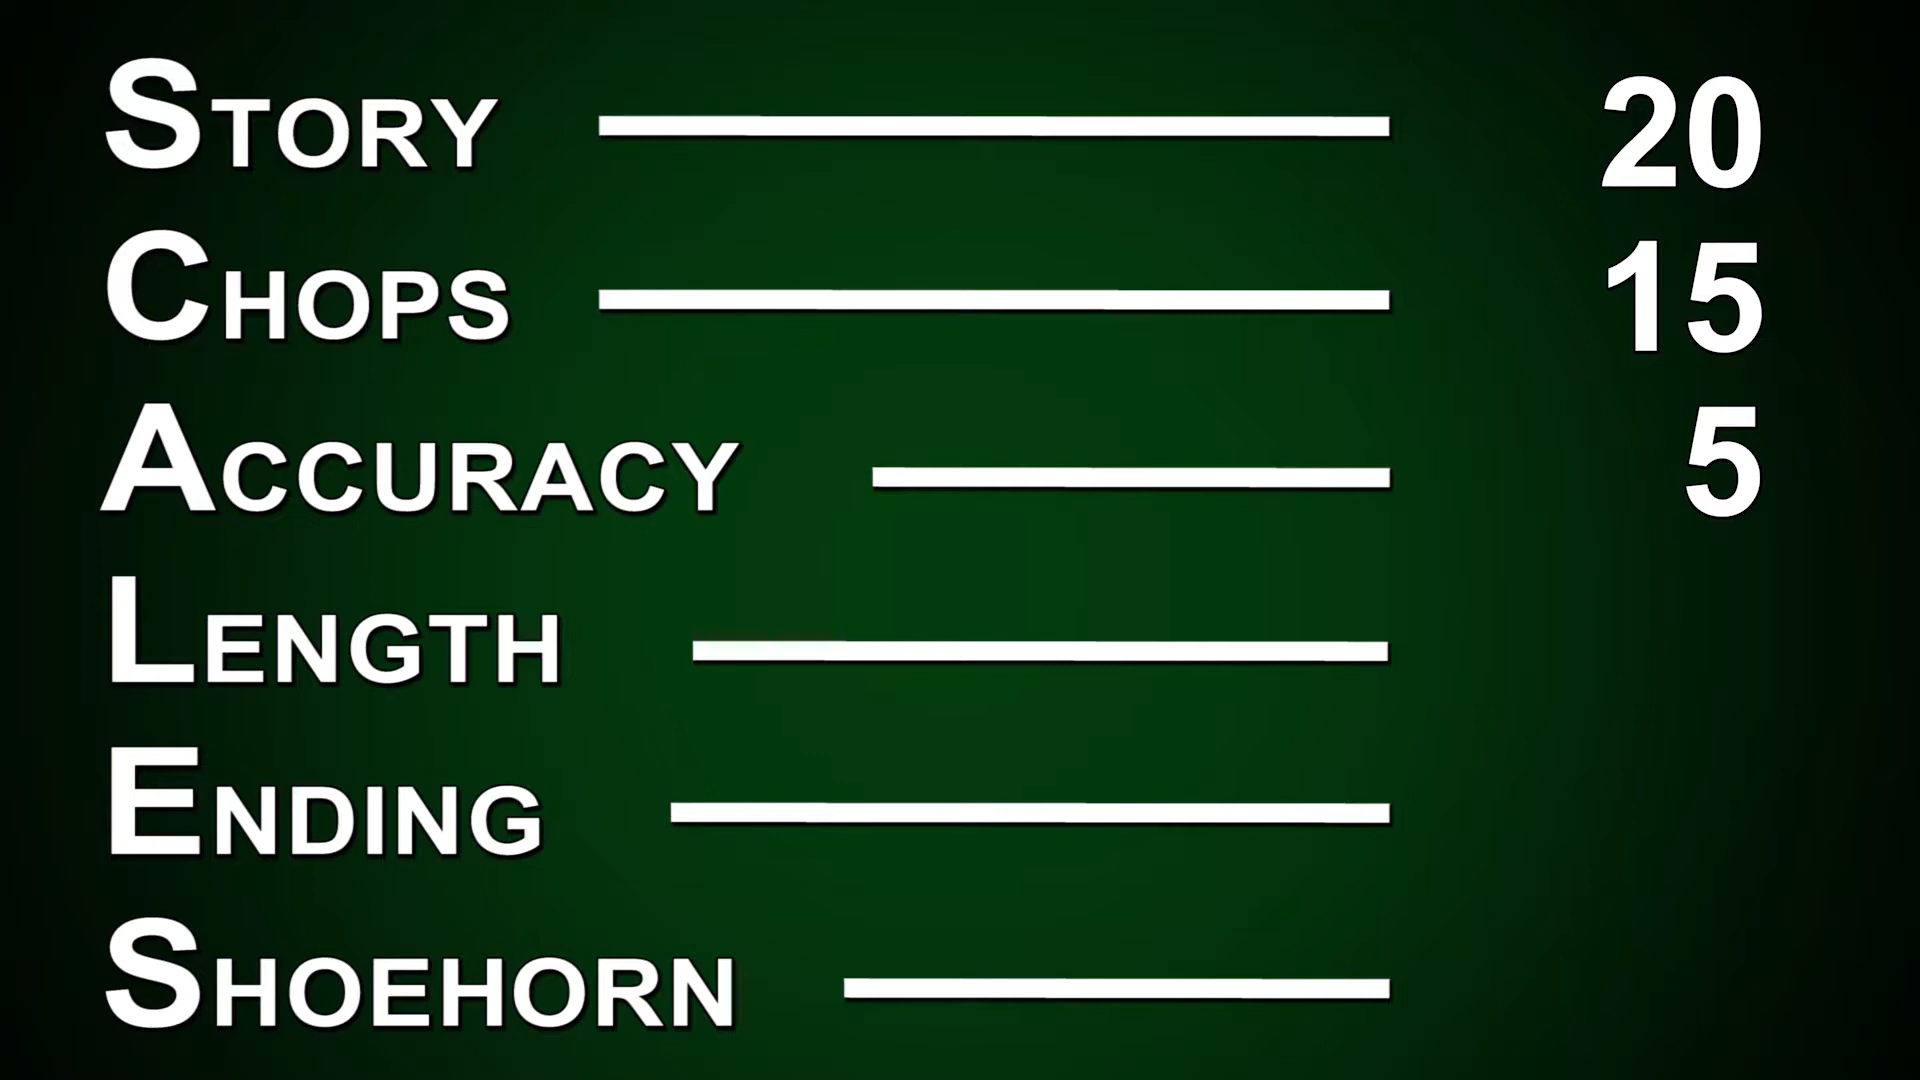 STORY 20
CHOPS 15
ACCURACY 5
LENGTH
ENDING
SHOEHORN